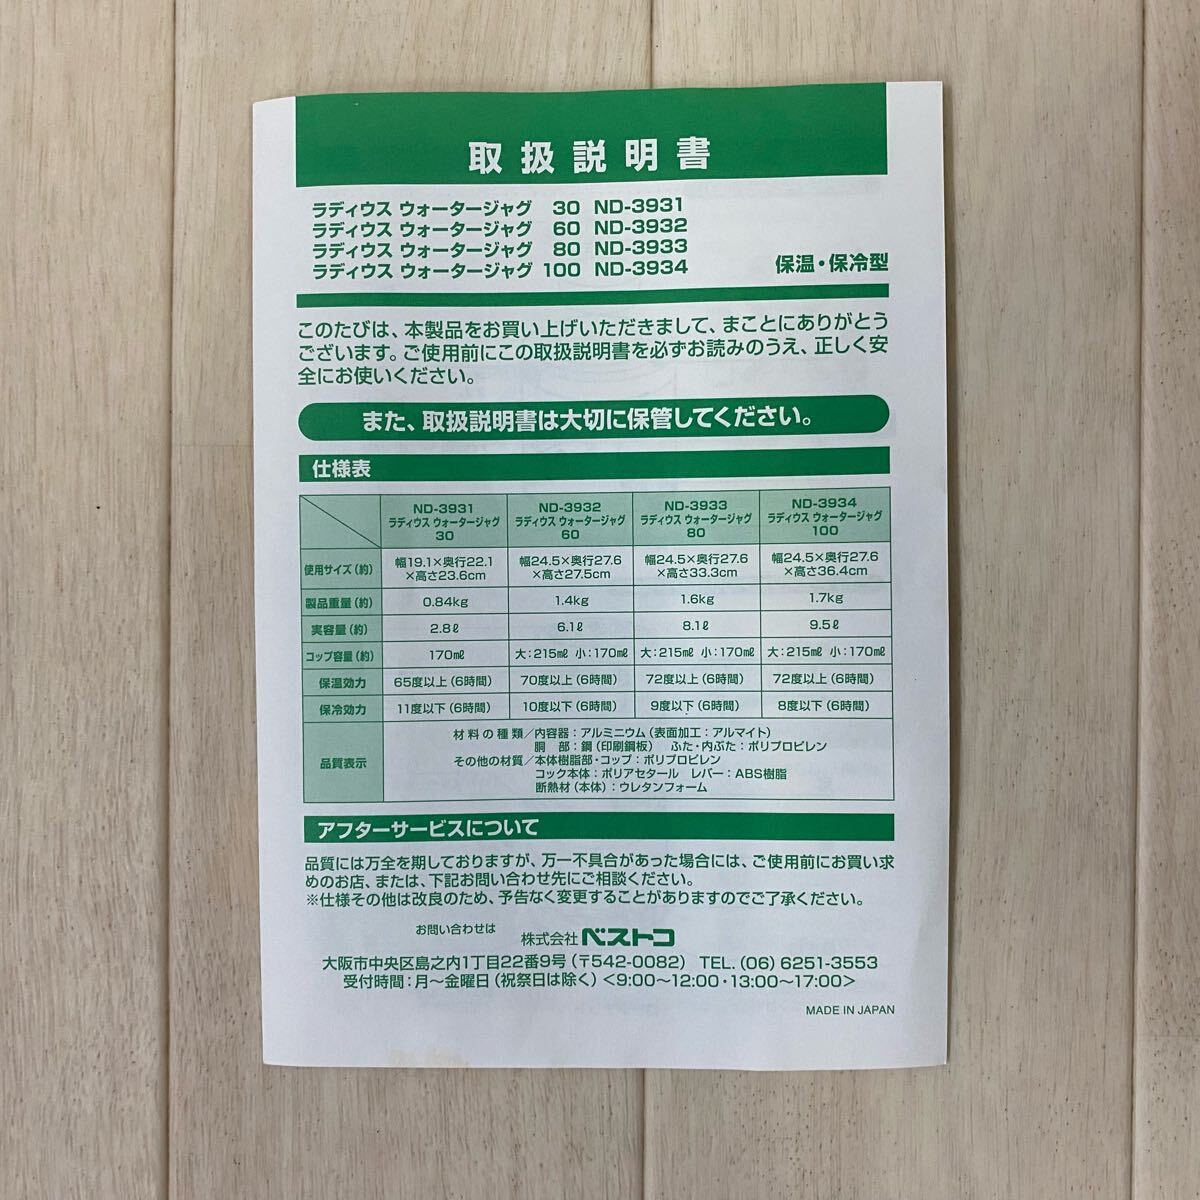 取扱説明書
ラディウス ウォータージャグ 30 ND-3931
ラディウス ウォータージャグ 60 ND-3932
ラディウス ウォータージャグ 80 ND-3933
ラディウス ウォータージャグ 100 ND-3934
保温・保冷型
このたびは、本製品をお買い上げいただきまして、まことにありがとう
ございます。ご使用前にこの取扱説明書を必ずお読みのうえ、正しく安
全にお使いください。
また、取扱説明書は大切に保管してください。
仕様表
ND-3931 ND-3932 ND-3933 ND-3934
ラディウス ウォータージャグ ラディウス ウォータージャグ ラディウス ウォータージャグ ラディウス ウォータージャグ
30 60 80 100
使用サイズ(約) 幅19.1×奥行22.1 幅24.5×奥行27.6 幅24.5×奥行27.6 幅24.5×奥行27.6
×高さ23.6cm ×高さ27.5cm ×高さ33.3cm ×高さ36.4cm
製品重量(約) 0.84kg 1.4kg 1.6kg 1.7kg
実容量(約) 2.8ℓ 6.1ℓ 8.1ℓ 9.5ℓ
コップ容量(約) 170㎖ 大:215㎖ 小:170㎖ 大:215㎖ 小:170㎖ 大:215㎖ 小:170㎖
保温効力 65度以上(6時間) 70度以上(6時間) 72度以上(6時間) 72度以上(6時間)
保冷効力 11度以下(6時間) 10度以下(6時間) 9度以下(6時間) 8度以下(6時間)
品質表示 材料の種類/内容器:アルミニウム(表面加工:アルマイト)
胴 部:鋼(印刷鋼板) ふた・内ぶた:ポリプロピレン
その他の材質/本体樹脂部・コップ:ポリプロピレン
コック本体:ポリアセタール レバー:ABS樹脂
断熱材(本体):ウレタンフォーム
アフターサービスについて
品質には万全を期しておりますが、万一不具合があった場合には、ご使用前にお買い求
めのお店、または、下記お問い合わせ先にご相談ください。
※仕様その他は改良のため、予告なく変更することがありますのでご了承ください。
お問い合わせは 株式会社 ベストコ
大阪市中央区島之内1丁目22番9号(〒542-0082) TEL.(06)6251-3553
受付時間:月〜金曜日(祝祭日は除く)<9:00〜12:00・13:00〜17:00>
MADE IN JAPAN